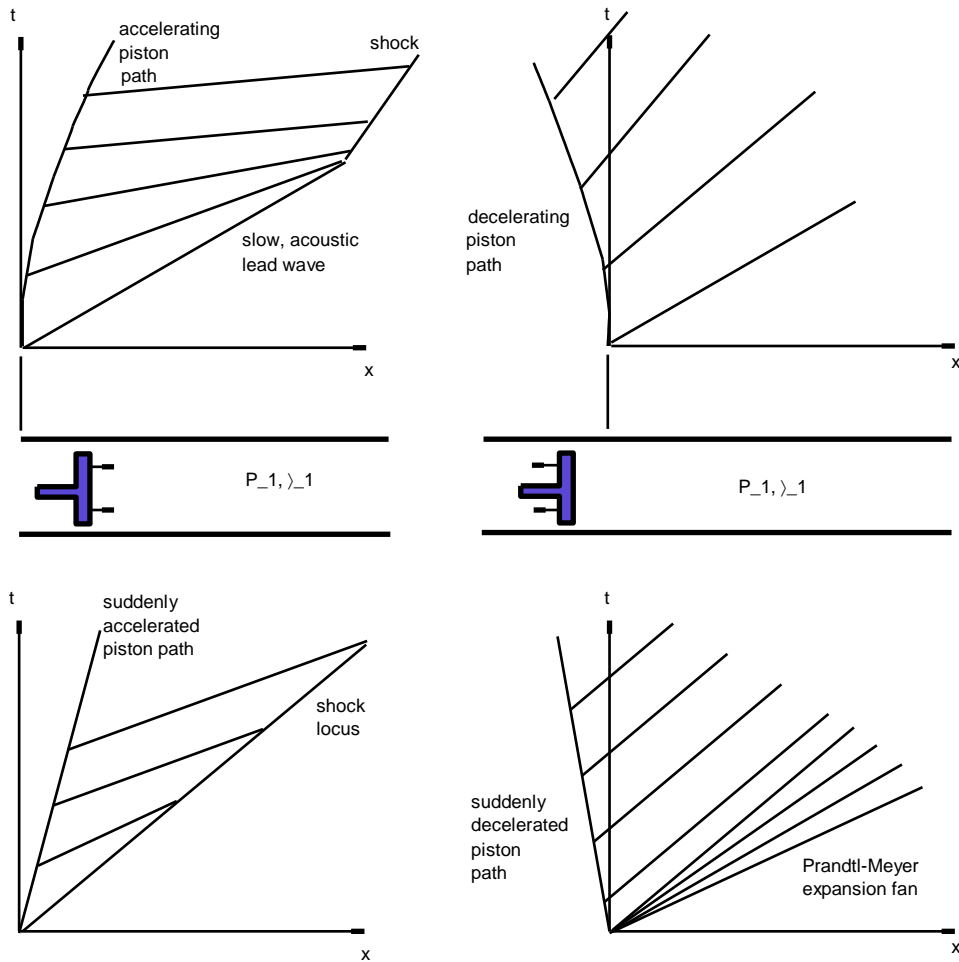 t
accelerating
piston
path
shock
slow, acoustic
lead wave
x
t
decelerating
piston
path
x
P_1, ⟩_1
P_1, ⟩_1
t
suddenly
accelerated
piston path
shock
locus
x
t
suddenly
decelerated
piston
path
Prandtl-Meyer
expansion fan
x